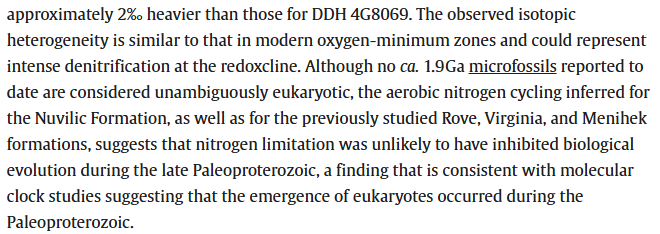 approximately 2‰ heavier than those for DDH 4G8069. The observed isotopic
heterogeneity is similar to that in modern oxygen-minimum zones and could represent
intense denitrification at the redoxcline. Although no ca. 1.9Ga microfossils reported to
date are considered unambiguously eukaryotic, the aerobic nitrogen cycling inferred for
the Nuvilic Formation, as well as for the previously studied Rove, Virginia, and Menihek
formations, suggests that nitrogen limitation was unlikely to have inhibited biological
evolution during the late Paleoproterozoic, a finding that is consistent with molecular
clock studies suggesting that the emergence of eukaryotes occurred during the
Paleoproterozoic.